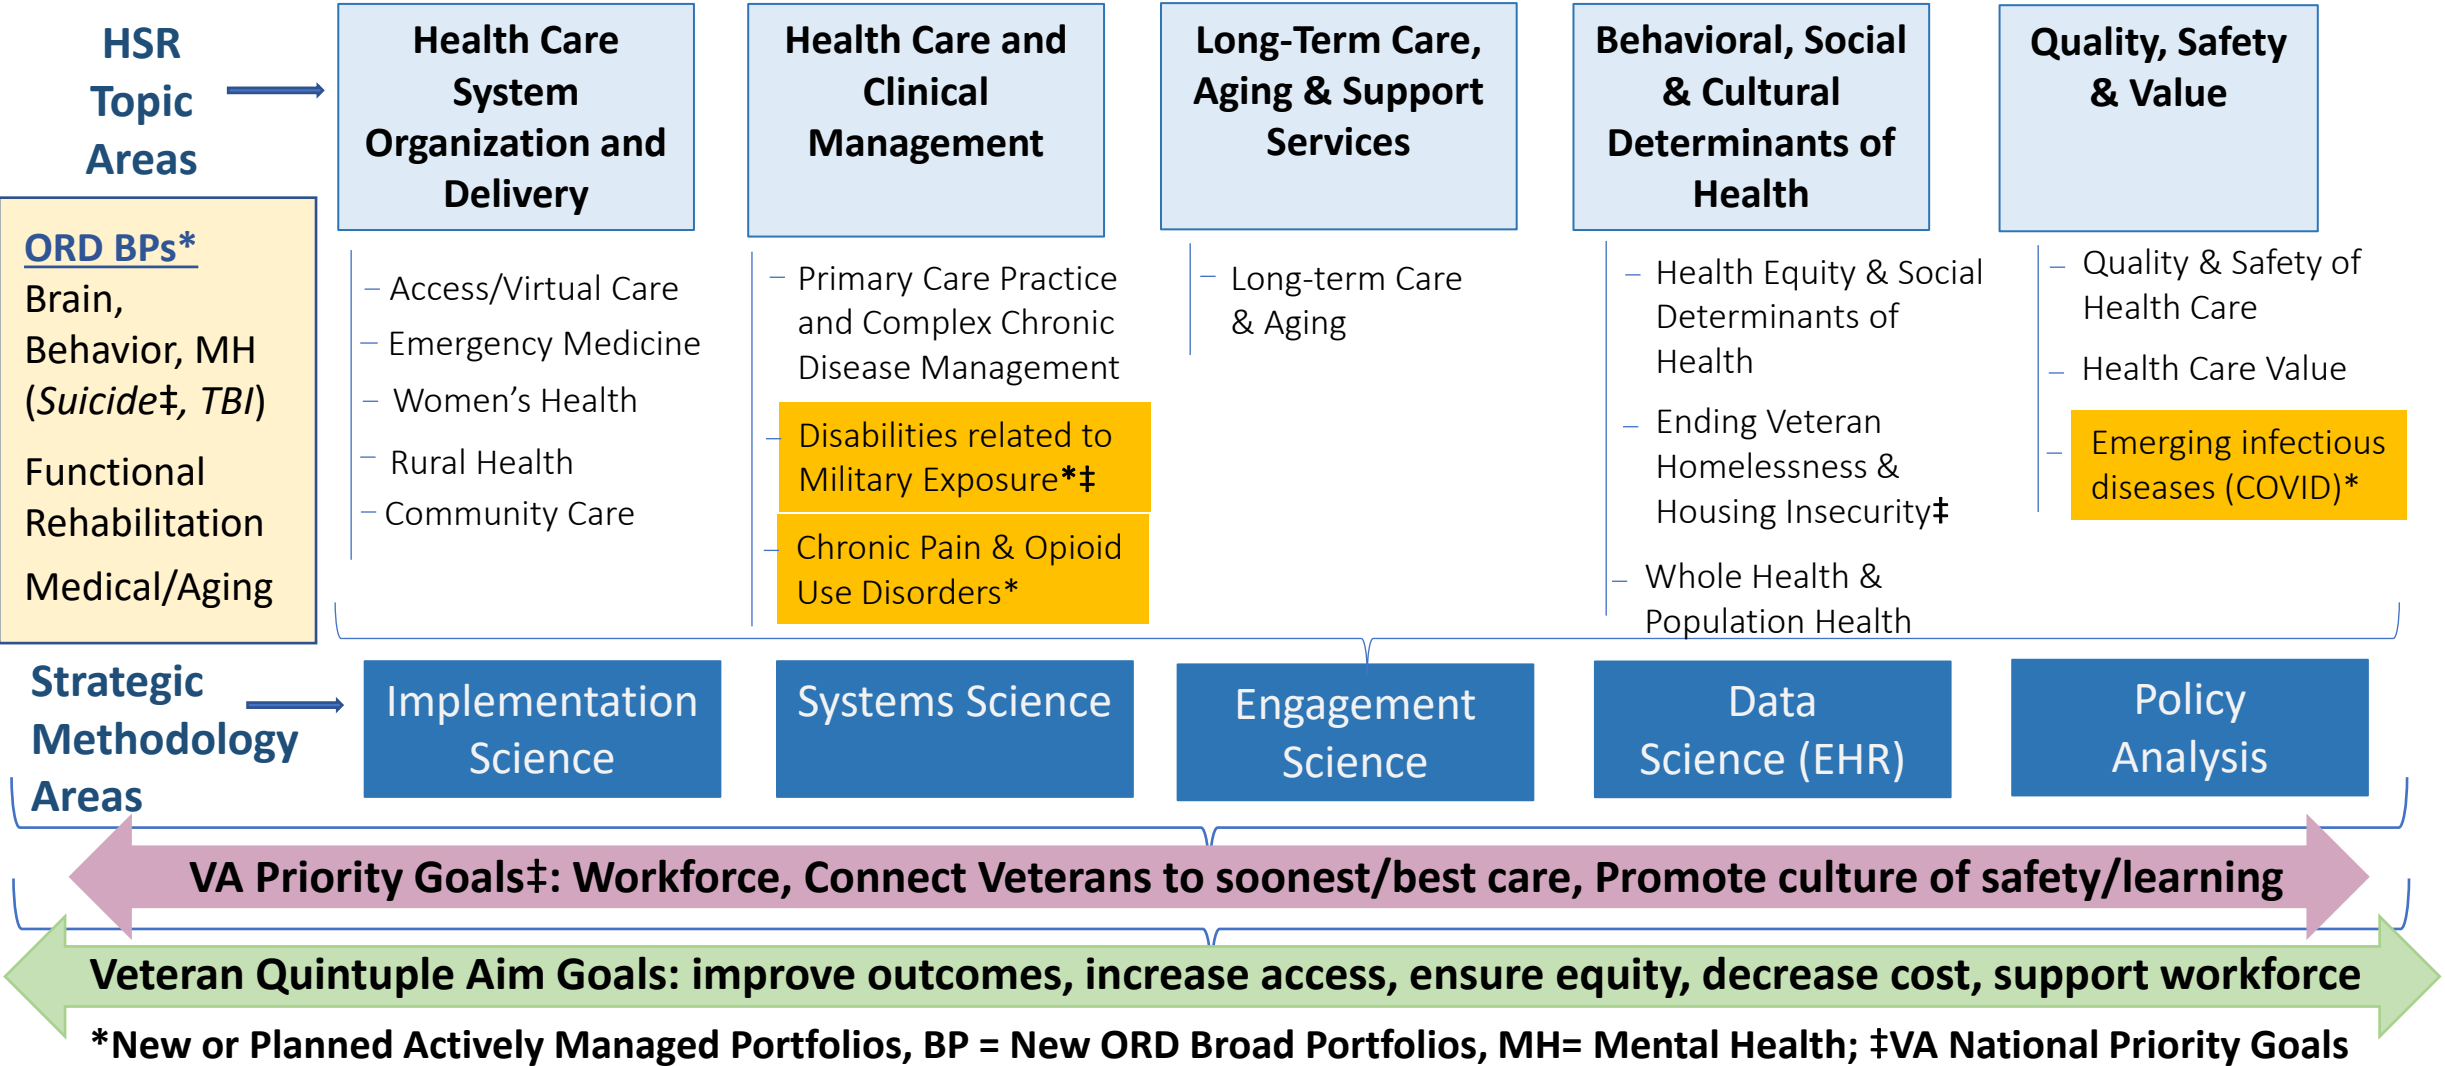 HSR
Topic
Areas
Health Care
System
Organization and
Delivery
Health Care and
Clinical
Management
Long-Term Care,
Aging & Support
Services
Behavioral, Social
& Cultural
Determinants of
Health
Quality, Safety
& Value
ORD BPs*
Brain,
Behavior, MH
(Suicide‡, TBI)
Functional
Rehabilitation
Medical/Aging
– Access/Virtual Care
– Emergency Medicine
– Women’s Health
– Rural Health
– Community Care
– Primary Care Practice
and Complex Chronic
Disease Management
– Disabilities related to
Military Exposure*‡
– Chronic Pain & Opioid
Use Disorders*
– Long-term Care
& Aging
– Health Equity & Social
Determinants of
Health
– Ending Veteran
Homelessness &
Housing Insecurity‡
– Whole Health &
Population Health
– Quality & Safety of
Health Care
– Health Care Value
– Emerging infectious
diseases (COVID)*
Strategic
Methodology
Areas
Implementation
Science
Systems Science
Engagement
Science
Data
Science (EHR)
Policy
Analysis
VA Priority Goals‡: Workforce, Connect Veterans to soonest/best care, Promote culture of safety/learning
Veteran Quintuple Aim Goals: improve outcomes, increase access, ensure equity, decrease cost, support workforce
*New or Planned Actively Managed Portfolios, BP = New ORD Broad Portfolios, MH= Mental Health; ‡VA National Priority Goals